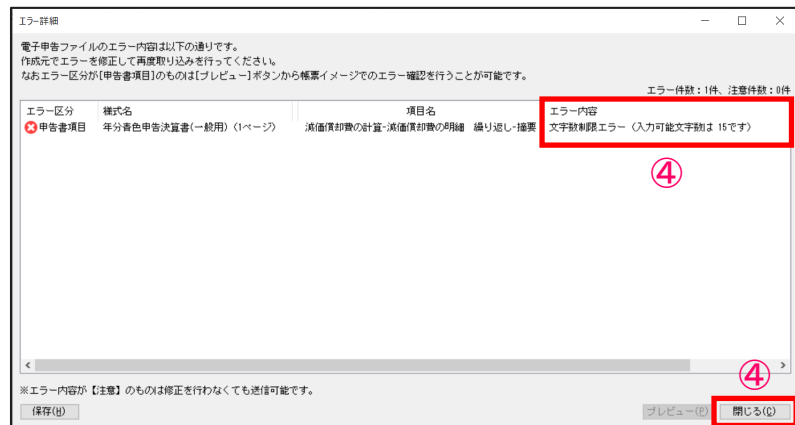 エラー詳細
電子申告ファイルのエラー内容は以下の通りです。
作成元でエラーを修正して再度取り込みを行ってください。
なおエラー区分が[申告書項目]のものは[プレビュー]ボタンから帳票イメージでのエラー確認を行うことが可能です。
エラー件数:1件、注意件数:0件
エラー区分 様式名 項目名 エラー内容
申告書項目 年分青色申告決算書(一般用)(1ページ) 減価償却費の計算-減価償却費の明細 繰り返し-摘要 文字数制限エラー(入力可能文字数は 15です)
④
④
※エラー内容が【注意】のものは修正を行わなくても送信可能です。
保存(H) プレビュー(P) 閉じる(C)